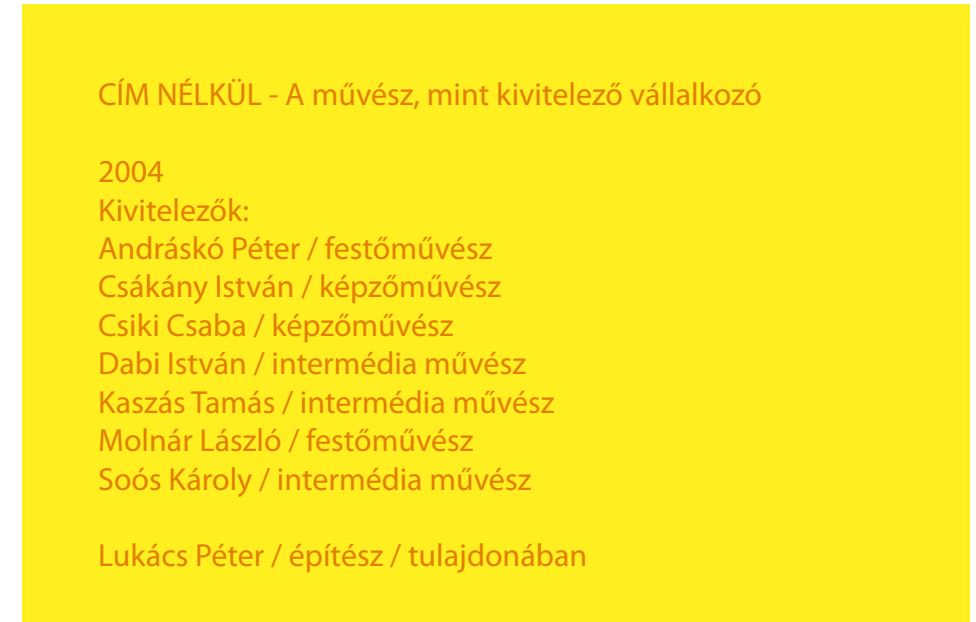 CÍM NÉLKÜL - A művész, mint kivitelező vállalkozó
2004
Kivitelezők:
Andráskó Péter / festőművész
Csákány István / képzőművész
Csiki Csaba / képzőművész
Dabi István / intermédia művész
Kaszás Tamás / intermédia művész
Molnár László / festőművész
Soós Károly / intermédia művész
Lukács Péter / építész / tulajdonában